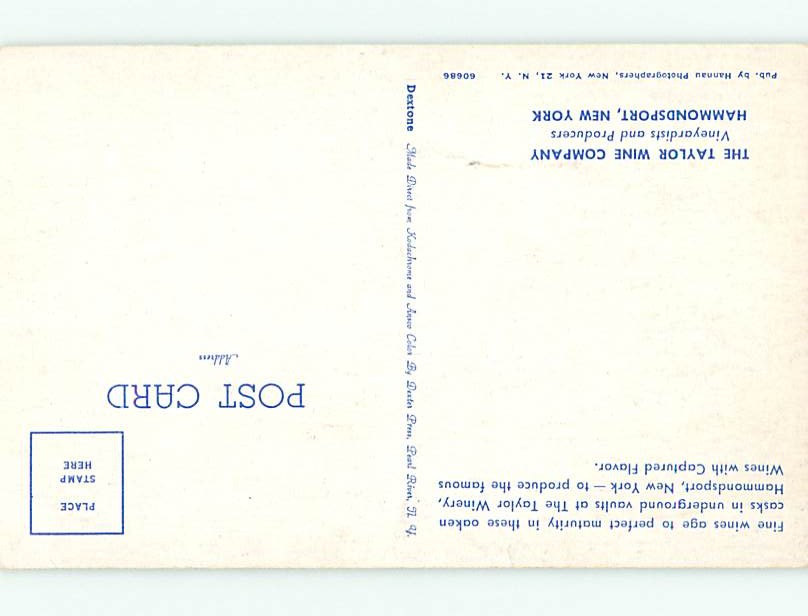 Fine wines age to perfect maturity in these oaken
casks in underground vaults at The Taylor Winery,
Hammondsport, New York — to produce the famous
Wines with Captured Flavor.
THE TAYLOR WINE COMPANY
Vineyardists and Producers
HAMMONDSPORT, NEW YORK
Pub. by Hannau Photographers, New York 21, N. Y. 60686
Dextone Made Direct from Kodachrome and Ansco Color By Dexter Press, Pearl River, N. Y.
POST CARD
Address
PLACE
STAMP
HERE